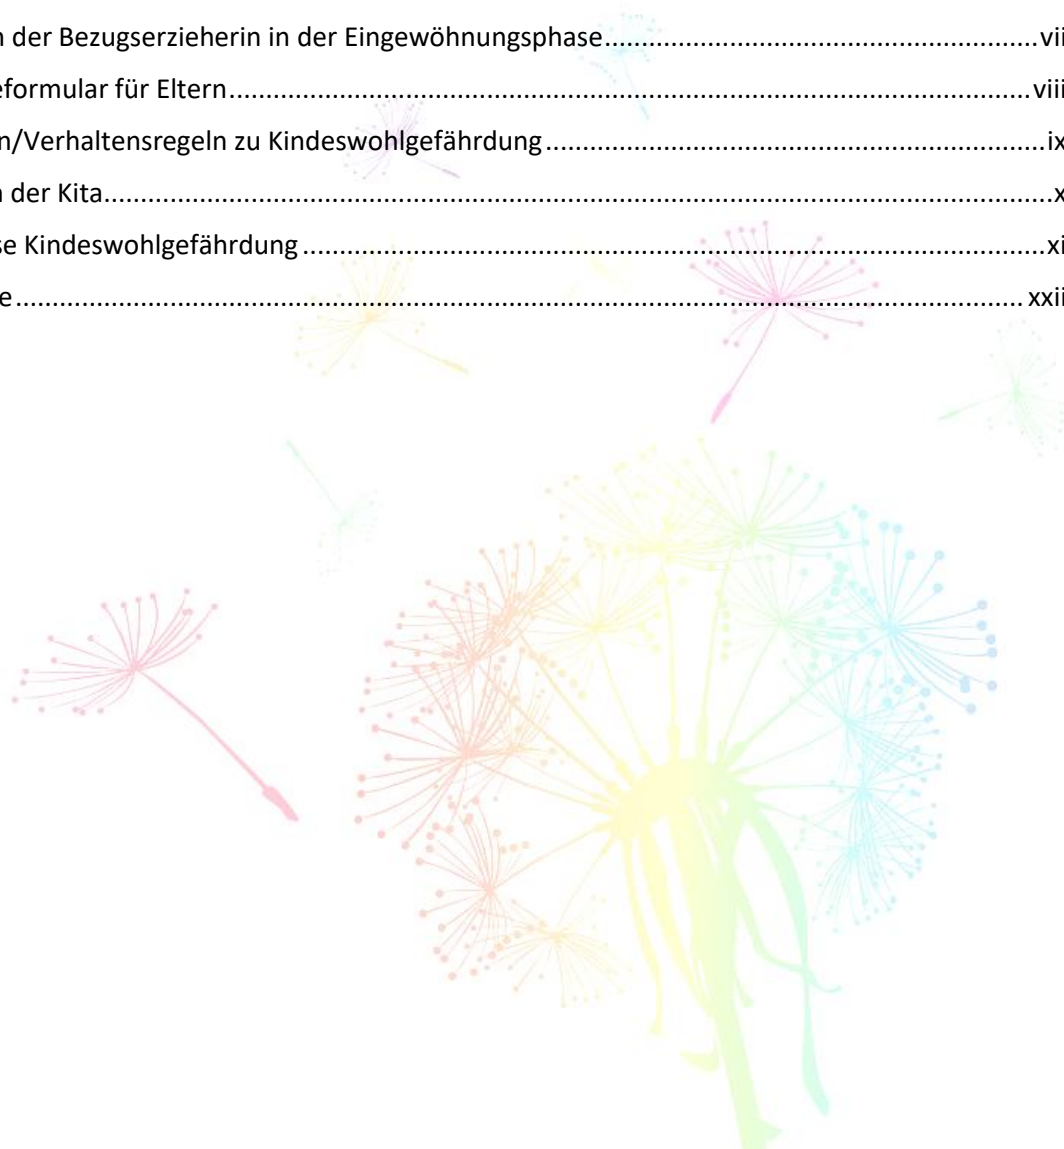 n der Bezugserzieherin in der Eingewöhnungsphase.....................................................vii
eformular für Eltern..............................................................................................................viii
n/Verhaltensregeln zu Kindeswohlgefährdung....................................................................ix
n der Kita..................................................................................................................................x
se Kindeswohlgefährdung......................................................................................................xi
e............................................................................................................................................ xxii